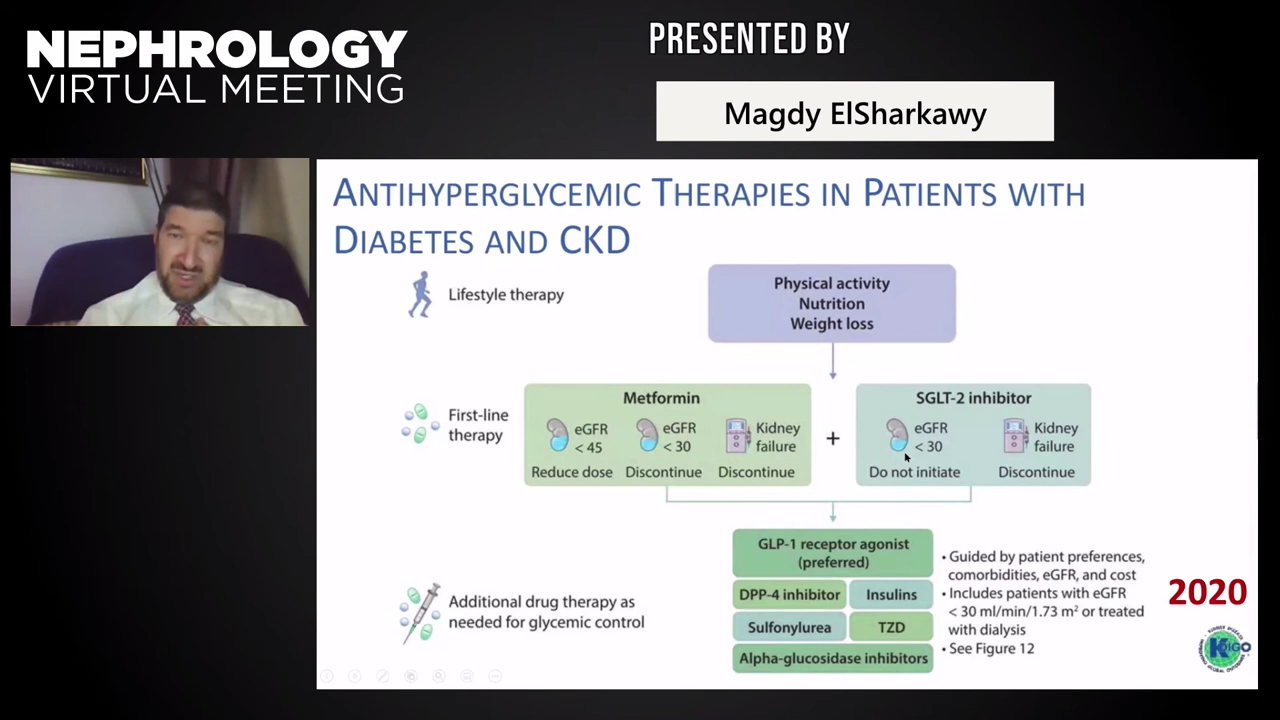 NEPHROLOGY
VIRTUAL MEETING
PRESENTED BY
Magdy ElSharkawy
ANTIHYPERGLYCEMIC THERAPIES IN PATIENTS WITH
DIABETES AND CKD
Lifestyle therapy
Physical activity
Nutrition
Weight loss
First-line
therapy
Metformin
eGFR
< 45
Reduce dose
eGFR
< 30
Discontinue
Kidney
failure
Discontinue
+
SGLT-2 inhibitor
eGFR
< 30
Do not initiate
Kidney
failure
Discontinue
Additional drug therapy as
needed for glycemic control
GLP-1 receptor agonist
(preferred)
DPP-4 inhibitor
Insulins
Sulfonylurea
TZD
Alpha-glucosidase inhibitors
• Guided by patient preferences,
comorbidities, eGFR, and cost
• Includes patients with eGFR
< 30 ml/min/1.73 m² or treated
with dialysis
• See Figure 12
2020
KDIGO